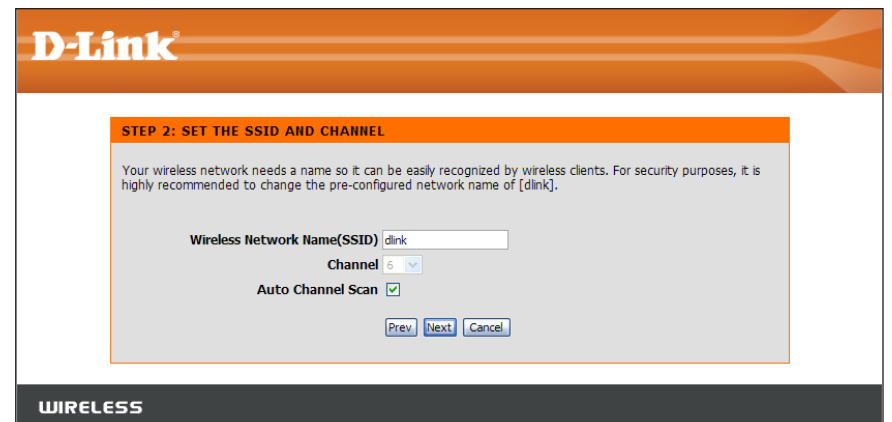 D-Link®
STEP 2: SET THE SSID AND CHANNEL
Your wireless network needs a name so it can be easily recognized by wireless clients. For security purposes, it is
highly recommended to change the pre-configured network name of [dlink].
Wireless Network Name(SSID) dlink
Channel 6
Auto Channel Scan
Prev Next Cancel
WIRELESS